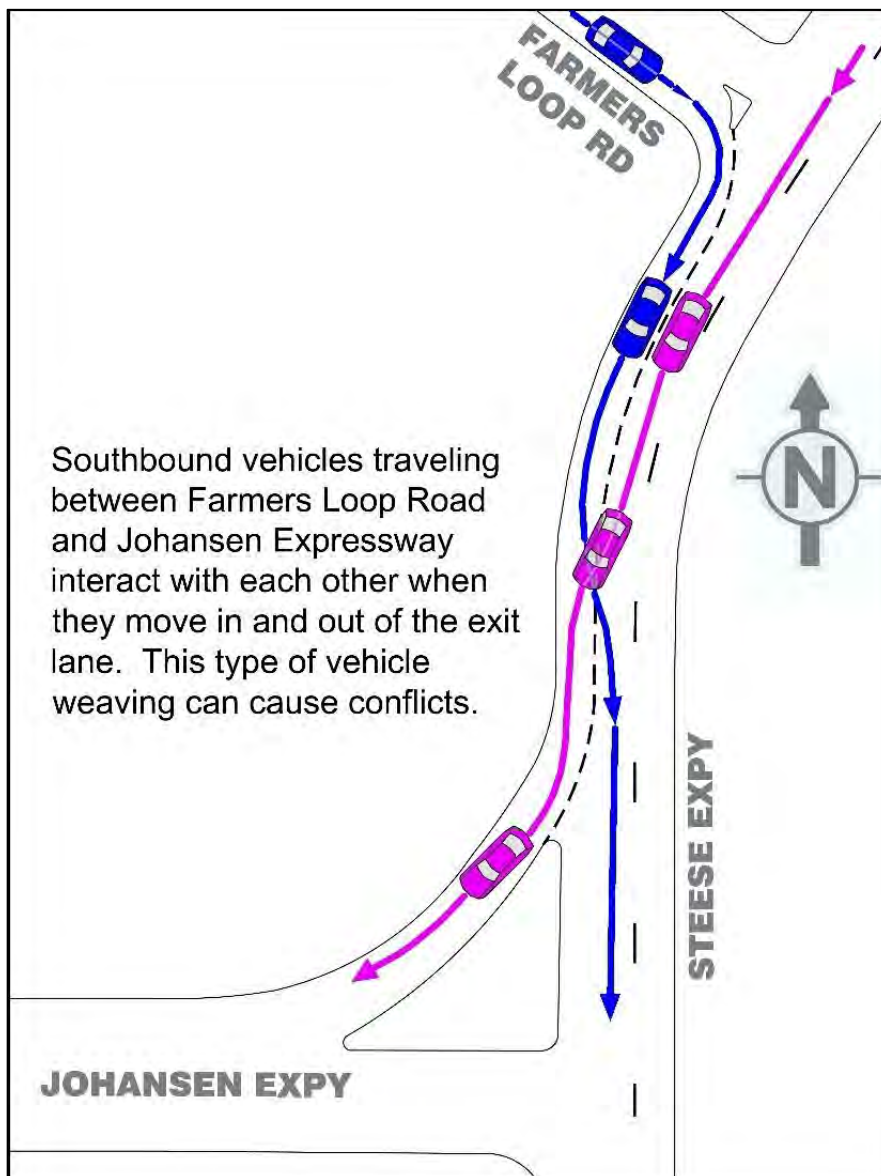 FARMERS
LOOP RD
N
Southbound vehicles traveling
between Farmers Loop Road
and Johansen Expressway
interact with each other when
they move in and out of the exit
lane.  This type of vehicle
weaving can cause conflicts.
STEESE EXPY
JOHANSEN EXPY